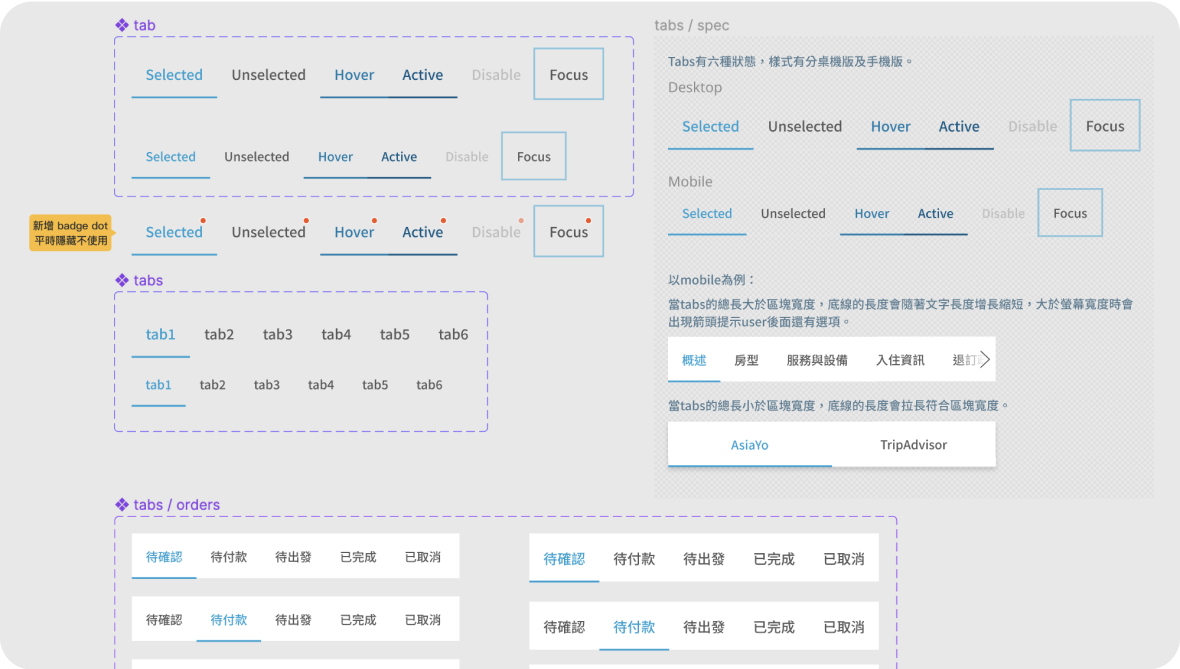 tab
Selected Unselected Hover Active Disable Focus
Selected Unselected Hover Active Disable Focus
新增 badge dot
平時隱藏不使用
Selected Unselected Hover Active Disable Focus
tabs
tab1 tab2 tab3 tab4 tab5 tab6
tab1 tab2 tab3 tab4 tab5 tab6
tabs / spec
Tabs有六種狀態，樣式有分桌機版及手機版。
Desktop
Selected Unselected Hover Active Disable Focus
Mobile
Selected Unselected Hover Active Disable Focus
以mobile為例：
當tabs的總長大於區塊寬度，底線的長度會隨著文字長度增長縮短，大於螢幕寬度時會
出現箭頭提示user後面還有選項。
概述 房型 服務與設備 入住資訊 退訂
當tabs的總長小於區塊寬度，底線的長度會拉長符合區塊寬度。
AsiaYo TripAdvisor
tabs / orders
待確認 待付款 待出發 已完成 已取消
待確認 待付款 待出發 已完成 已取消
待確認 待付款 待出發 已完成 已取消
待確認 待付款 待出發 已完成 已取消